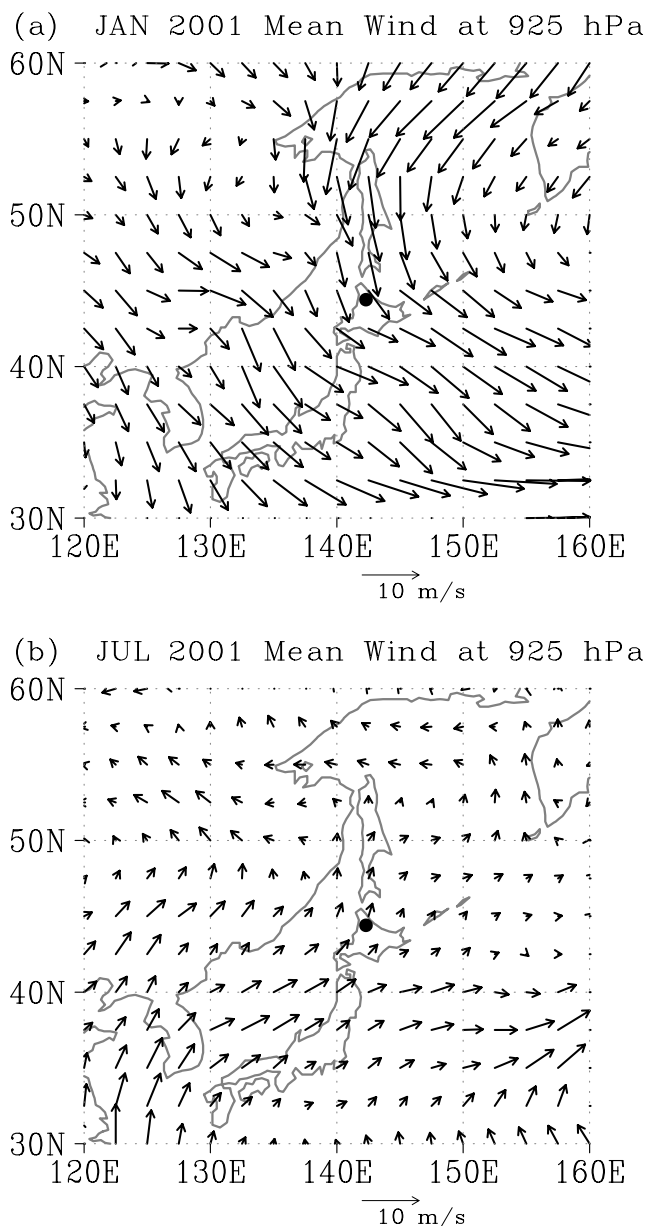 (a) JAN 2001 Mean Wind at 925 hPa
60N
50N
40N
30N
120E 130E 140E 150E 160E
10 m/s
(b) JUL 2001 Mean Wind at 925 hPa
60N
50N
40N
30N
120E 130E 140E 150E 160E
10 m/s